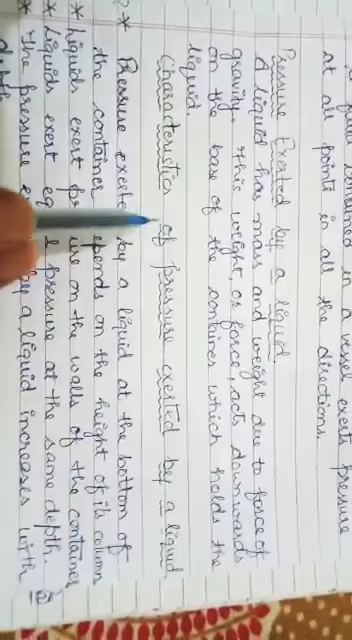 fluid contained in a vessel exerts pressure
at all points in all the directions.
Pressure Exerted by a liquid.
A liquid has mass and weight due to force of
gravity. This weight, or force, acts downwards
on the base of the container which holds the
liquid.
Characteristics of pressure exerted by a liquid
* Pressure exerte by a liquid at the bottom of
the container epends on the height of its column
* Liquids exert pr ure on the walls of the container
* Liquids exert eq l pressure at the same depth.
* The pressure e by a liquid increases with
depth